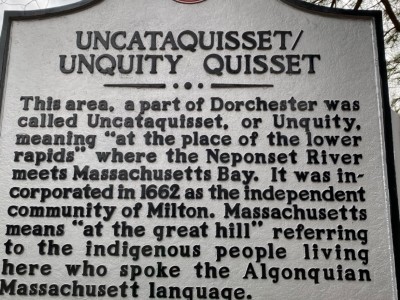 UNCATAQUISSET/
UNQUITY QUISSET
This area, a part of Dorchester was
called Uncataquisset, or Unquity,
meaning "at the place of the lower
rapids" where the Neponset River
meets Massachusetts Bay. It was in-
corporated in 1662 as the independent
community of Milton. Massachusetts
means "at the great hill" referring
to the indigenous people living
here who spoke the Algonquian
Massachusett language.